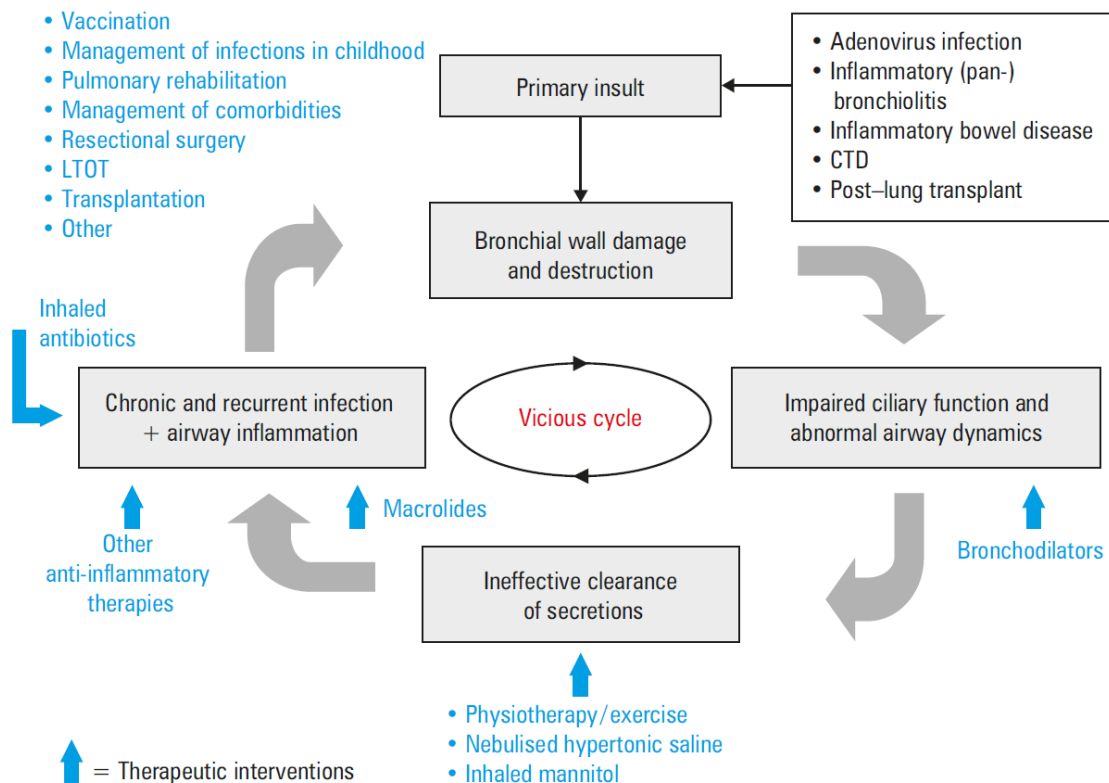 • Vaccination
• Management of infections in childhood
• Pulmonary rehabilitation
• Management of comorbidities
• Resectional surgery
• LTOT
• Transplantation
• Other
Primary insult
• Adenovirus infection
• Inflammatory (pan-)
bronchiolitis
• Inflammatory bowel disease
• CTD
• Post–lung transplant
Bronchial wall damage
and destruction
Inhaled
antibiotics
Chronic and recurrent infection
+ airway inflammation
Vicious cycle
Impaired ciliary function and
abnormal airway dynamics
Macrolides
Other
anti-inflammatory
therapies
Bronchodilators
Ineffective clearance
of secretions
• Physiotherapy/exercise
• Nebulised hypertonic saline
• Inhaled mannitol
= Therapeutic interventions